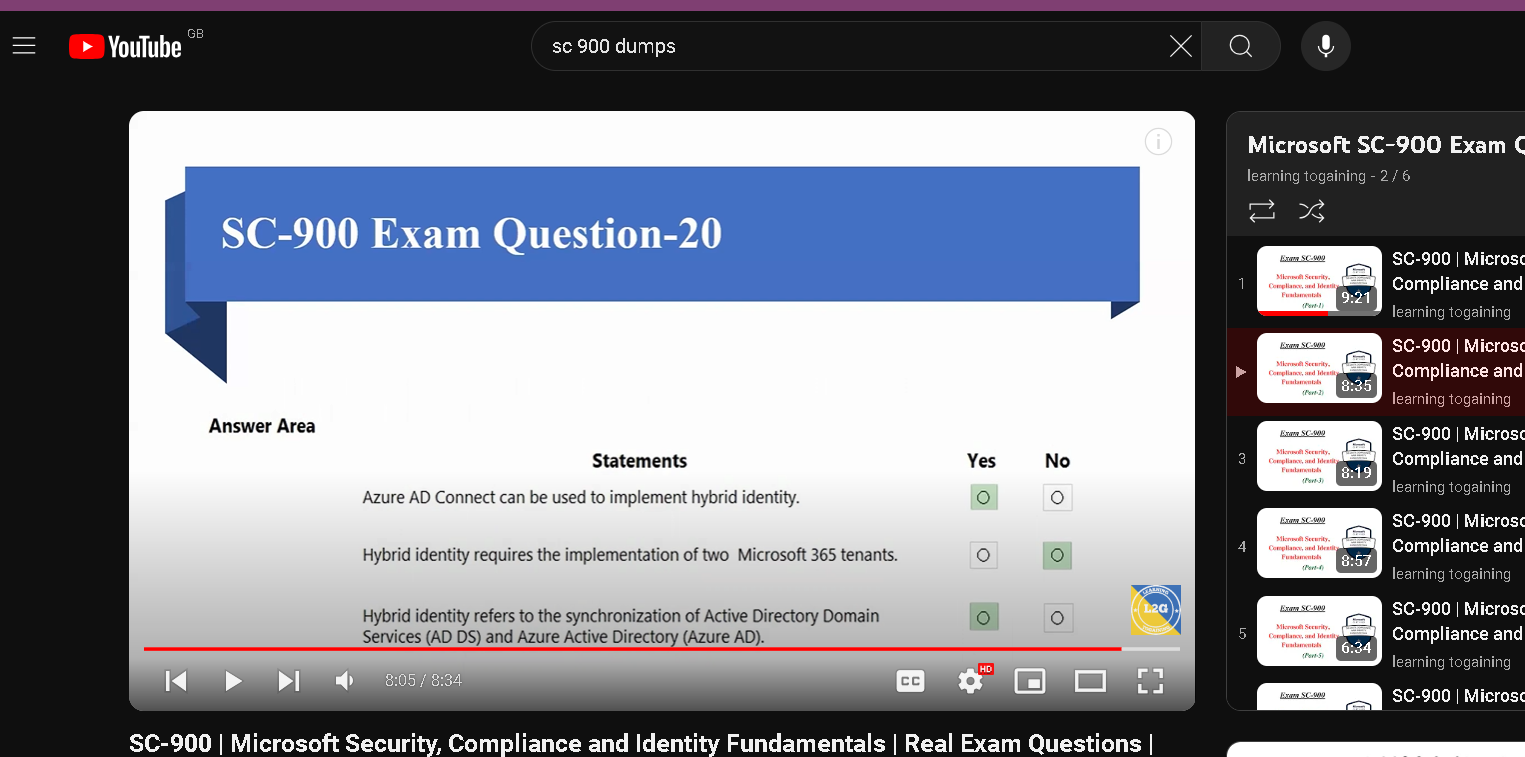 YouTube GB
sc 900 dumps
SC-900 Exam Question-20
Answer Area
Statements Yes No
Azure AD Connect can be used to implement hybrid identity.
Hybrid identity requires the implementation of two Microsoft 365 tenants.
Hybrid identity refers to the synchronization of Active Directory Domain
Services (AD DS) and Azure Active Directory (Azure AD).
L2G
8:05 / 8:34
CC
HD
SC-900 | Microsoft Security, Compliance and Identity Fundamentals | Real Exam Questions |
Microsoft SC-900 Exam Q
learning togaining - 2 / 6
1
Exam SC-900
Microsoft Security,
Compliance, and Identity
Fundamentals
(Part-1)
9:21
SC-900 | Microso
Compliance and
learning togaining
Exam SC-900
Microsoft Security,
Compliance, and Identity
Fundamentals
(Part-2)
8:35
SC-900 | Microso
Compliance and
learning togaining
3
Exam SC-900
Microsoft Security,
Compliance, and Identity
Fundamentals
(Part-3)
8:19
SC-900 | Microso
Compliance and
learning togaining
4
Exam SC-900
Microsoft Security,
Compliance, and Identity
Fundamentals
(Part-4)
8:57
SC-900 | Microso
Compliance and
learning togaining
5
Exam SC-900
Microsoft Security,
Compliance, and Identity
Fundamentals
(Part-5)
6:34
SC-900 | Microso
Compliance and
learning togaining
Exam SC-900
SC-900 | Microso